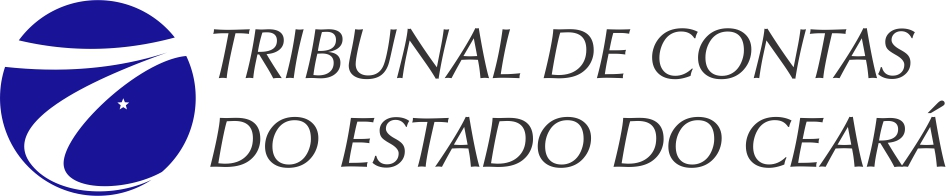 TRIBUNAL DE CONTAS
DO ESTADO DO CEARÁ